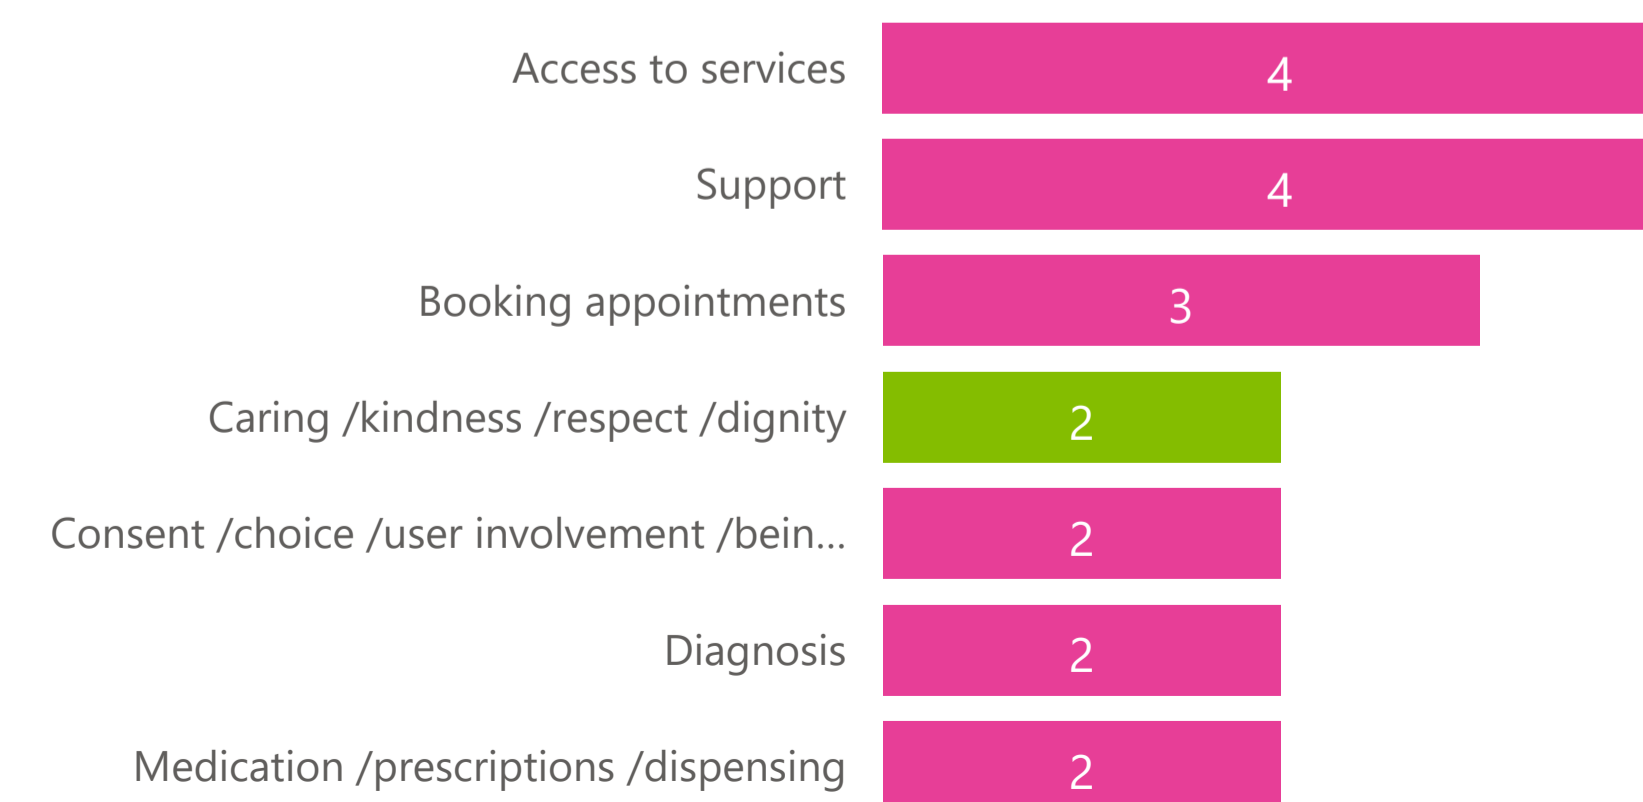 Access to services 4
Support 4
Booking appointments 3
Caring /kindness /respect /dignity 2
Consent /choice /user involvement /bein... 2
Diagnosis 2
Medication /prescriptions /dispensing 2